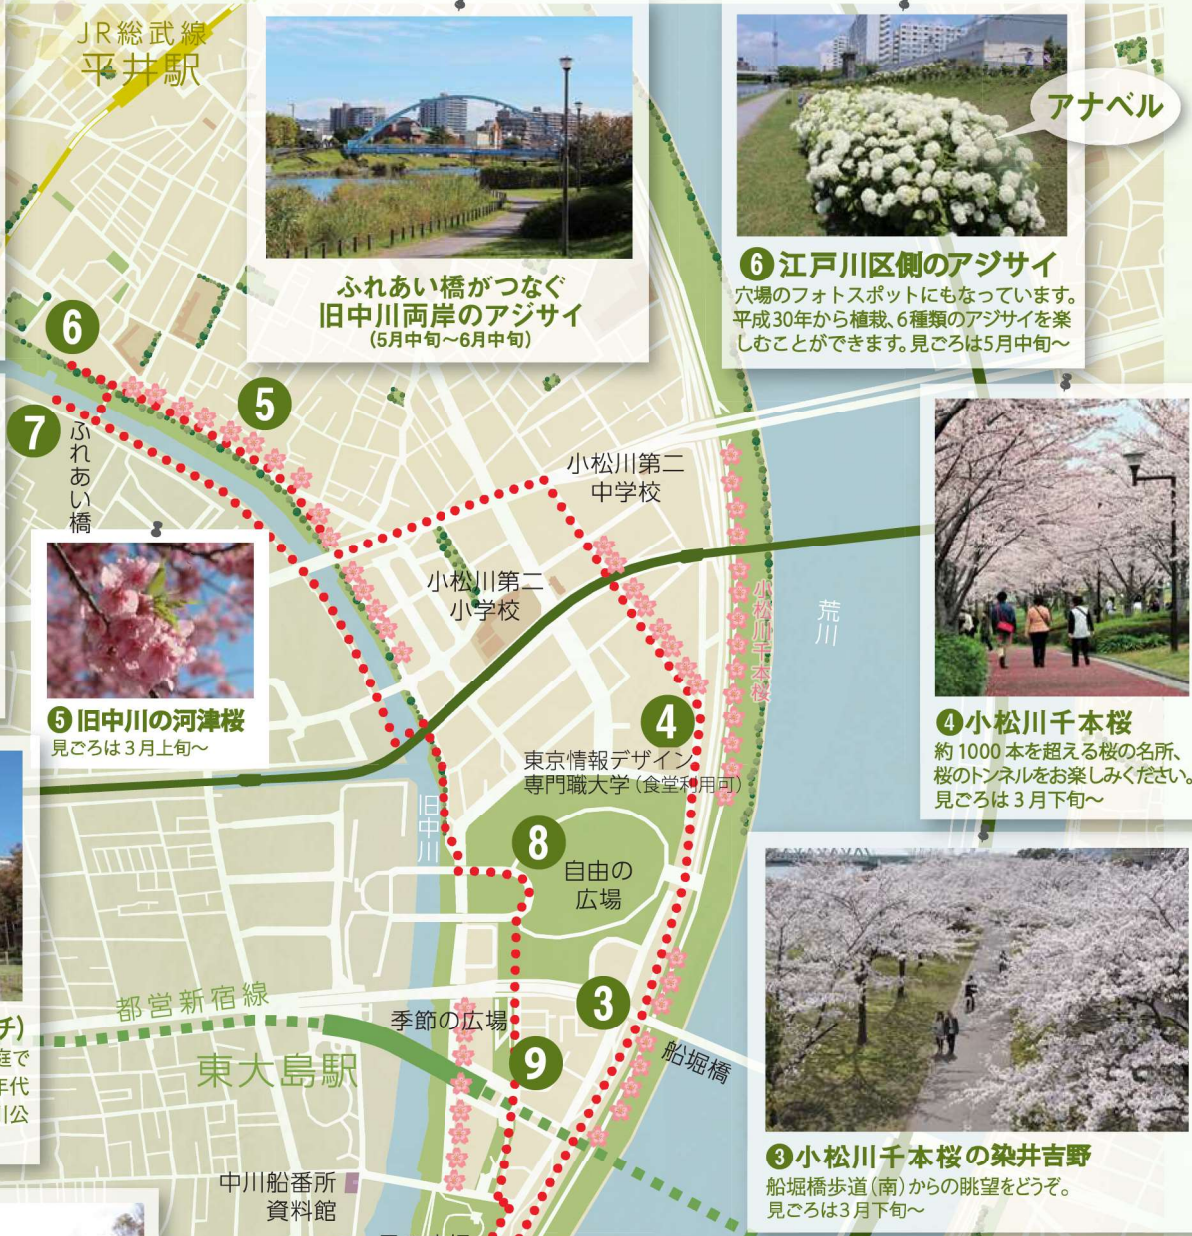 JR総武線
平井駅
ふれあい橋がつなぐ
旧中川両岸のアジサイ
(5月中旬~6月中旬)
アナベル
6 江戸川区側のアジサイ
穴場のフォトスポットにもなっています。
平成30年から植栽、6種類のアジサイを楽
しむことができます。見ごろは5月中旬~
6
5
7
ふれあい橋
小松川第二
中学校
小松川第二
小学校
小松川千本桜
荒川
5 旧中川の河津桜
見ごろは3月上旬~
4 小松川千本桜
約1000本を超える桜の名所、
桜のトンネルをお楽しみください。
見ごろは3月下旬~
4
東京情報デザイン
専門職大学(食堂利用可)
旧中川
8
自由の
広場
3
チ)
庭で
年代
川公
都営新宿線
東大島駅
季節の広場
9
船堀橋
中川船番所
資料館
3 小松川千本桜の染井吉野
船堀橋歩道(南)からの眺望をどうぞ。
見ごろは3月下旬~